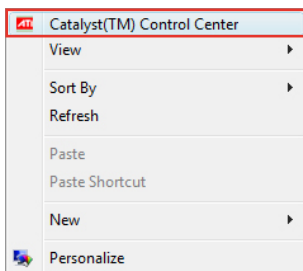 ATI Catalyst(TM) Control Center
View
Sort By
Refresh
Paste
Paste Shortcut
New
Personalize